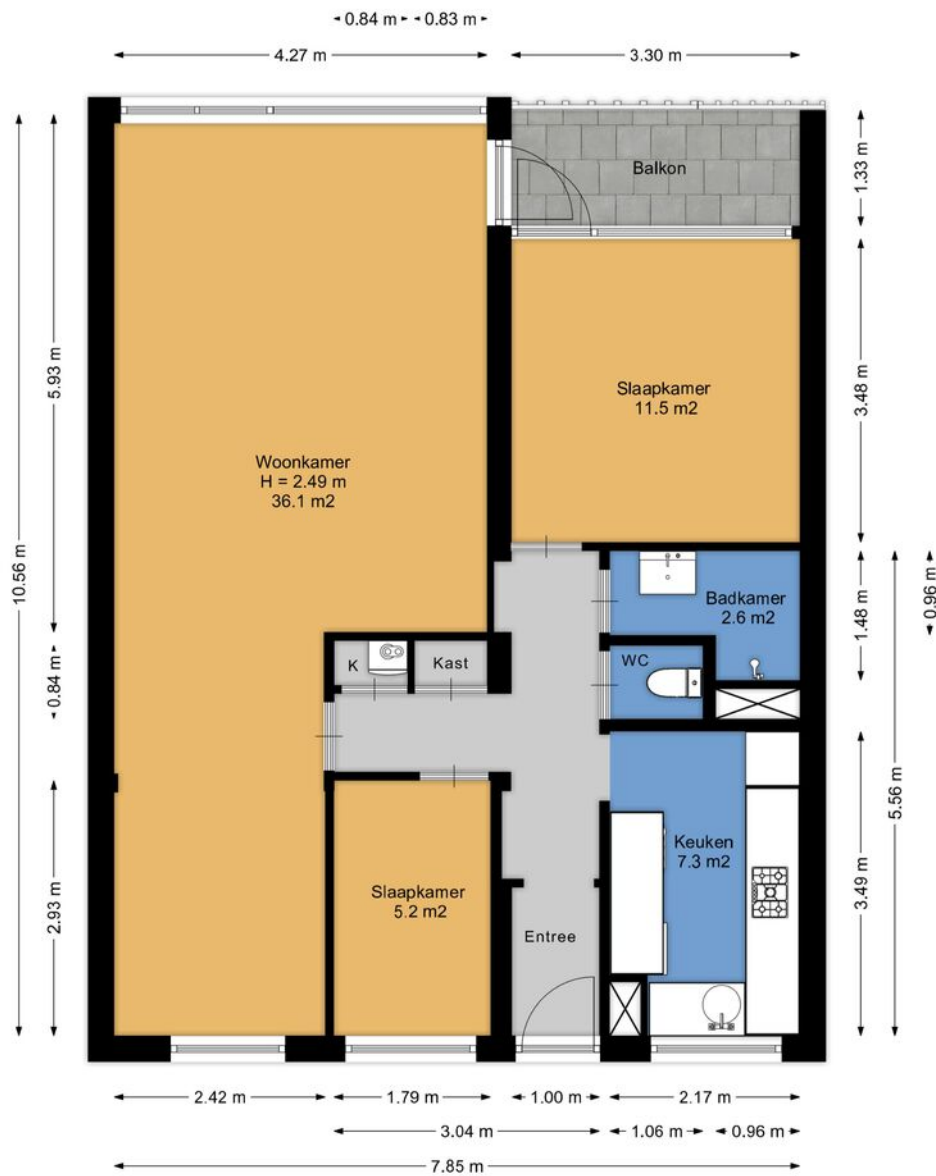 0.84 m 0.83 m
4.27 m 3.30 m
Balkon
1.33 m
5.93 m
Slaapkamer
11.5 m2
3.48 m
Woonkamer
H = 2.49 m
36.1 m2
10.56 m
Badkamer
2.6 m2
1.48 m
0.96 m
WC
K
Kast
0.84 m
5.56 m
Keuken
7.3 m2
3.49 m
Slaapkamer
5.2 m2
2.93 m
Entree
2.42 m 1.79 m 1.00 m 2.17 m
3.04 m 1.06 m 0.96 m
7.85 m